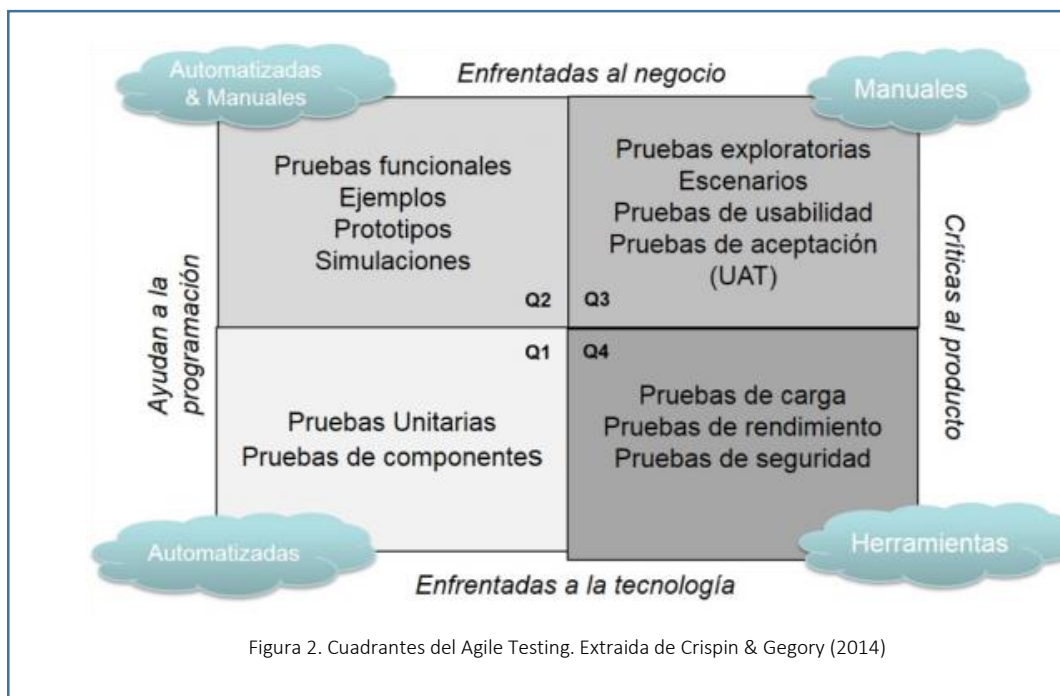 Automatizadas
& Manuales
Enfrentadas al negocio
Manuales
Pruebas funcionales
Ejemplos
Prototipos
Simulaciones
Q2
Pruebas exploratorias
Escenarios
Pruebas de usabilidad
Pruebas de aceptación
(UAT)
Q3
Ayudan a la
programación
Críticas al producto
Q1
Pruebas Unitarias
Pruebas de componentes
Q4
Pruebas de carga
Pruebas de rendimiento
Pruebas de seguridad
Automatizadas
Enfrentadas a la tecnología
Herramientas
Figura 2. Cuadrantes del Agile Testing. Extraida de Crispin & Gegory (2014)